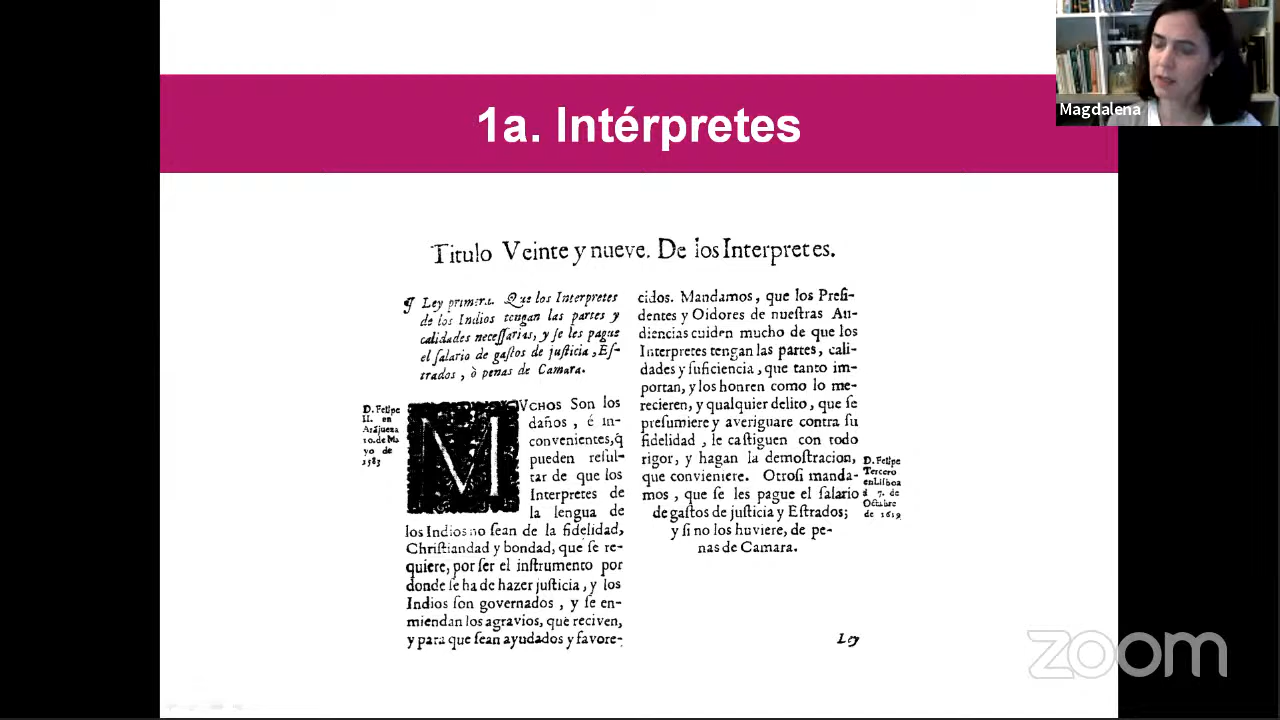 Magdalena
1a. Intérpretes
Titulo Veinte y nueve. De los Interpretes.
¶ Ley primera. Que los Interpretes
de los Indios tengan las partes y
calidades neceſſarias, y ſe les pague
el ſalario de gaſtos de juſticia, Eſ-
trados, ò penas de Camara.
D. Felipe
II. en
Aràjuez a
10. de Ma
yo de
1583
MVCHOS Son los
daños, é in-
convenientes, q̃
pueden reſul-
tar de que los
Interpretes de
la lengua de
los Indios no ſean de la fidelidad,
Chriſtiandad y bondad, que ſe re-
quiere, por ſer el inſtrumento por
donde ſe ha de hazer juſticia, y los
Indios ſon governados, y ſe en-
miendan los agravios, que reciven,
y para que ſean ayudados y favore-
cidos. Mandamos, que los Preſi-
dentes y Oidores de nueſtras Au-
diencias cuiden mucho de que los
Interpretes tengan las partes, cali-
dades y ſuficiencia, que tanto im-
portan, y los honren como lo me-
recieren, y qualquier delito, que ſe
preſumiere y averiguare contra ſu
fidelidad, le caſtiguen con todo
rigor, y hagan la demoſtracion,
que conviniere. Otroſi manda-
mos, que ſe les pague el ſalario
de gaſtos de juſticia y Eſtrados;
y ſi no los huviere, de pe-
nas de Camara.
D. Felipe
Tercero
en Lisboa
á 7. de
Octubre
de 1619
Ley
zoom